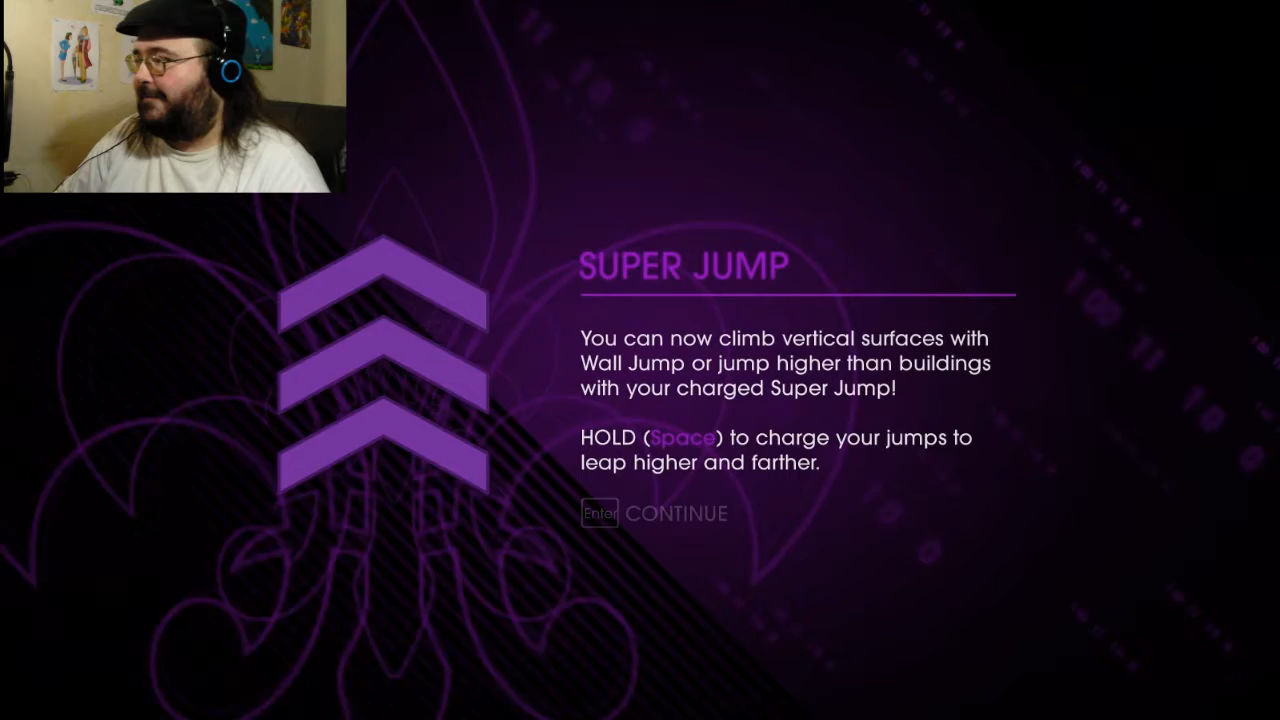 SUPER JUMP
You can now climb vertical surfaces with
Wall Jump or jump higher than buildings
with your charged Super Jump!
HOLD (Space) to charge your jumps to
leap higher and farther.
Enter CONTINUE